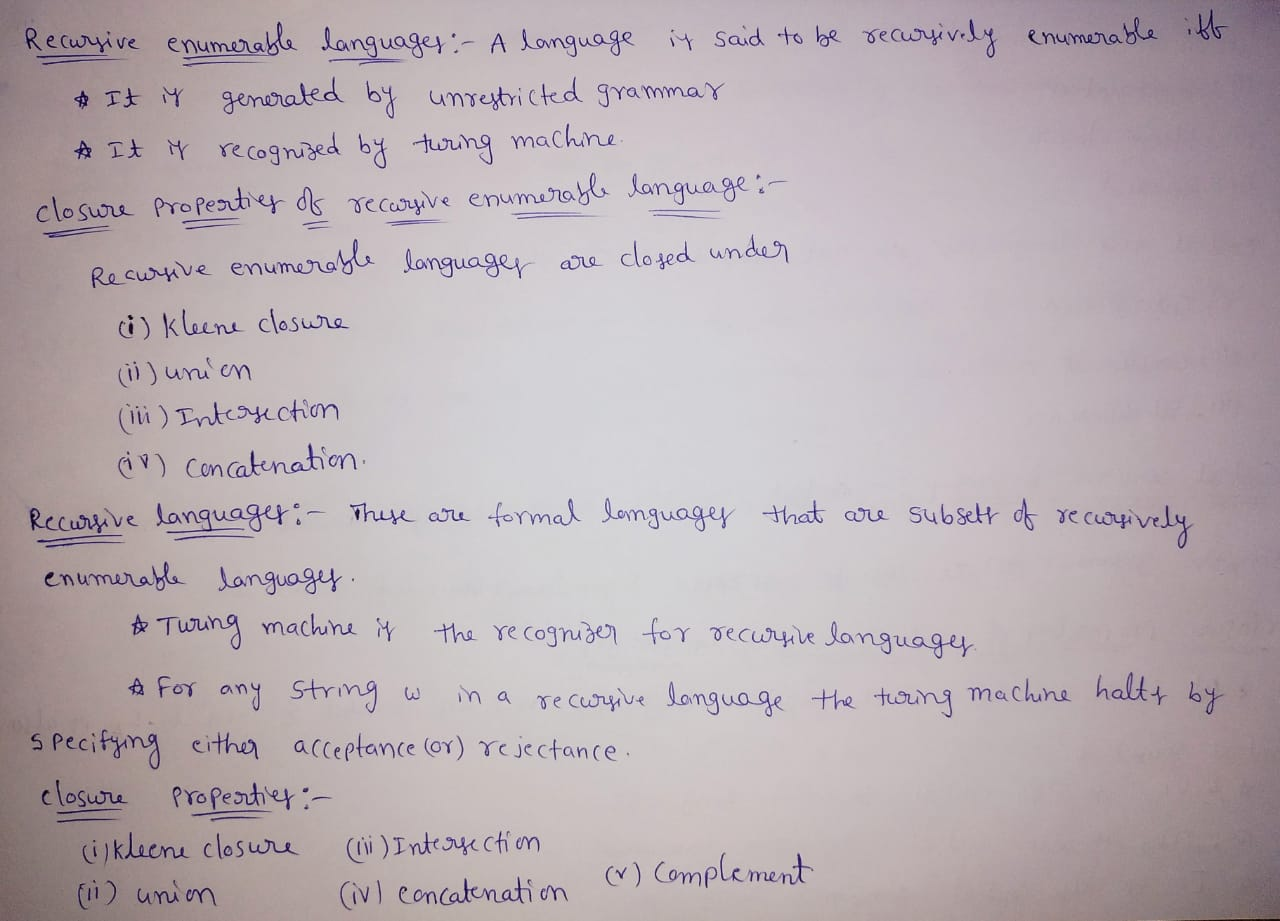 Recursive enumerable languages:- A language is said to be recursively enumerable iff
* It is generated by unrestricted grammar
* It is recognized by turing machine.
closure properties of recursive enumerable language:-
Recursive enumerable languages are closed under
(i) Kleene closure
(ii) union
(iii) Intersection
(iv) concatenation.
Recursive languages:- These are formal languages that are subsets of recursively
enumerable languages.
* Turing machine is the recognizer for recursive languages.
* For any string w in a recursive language the turing machine halts by
specifying either acceptance (or) rejectance.
closure properties:-
(i) kleene closure (iii) Intersection
(ii) union (iv) concatenation (v) complement